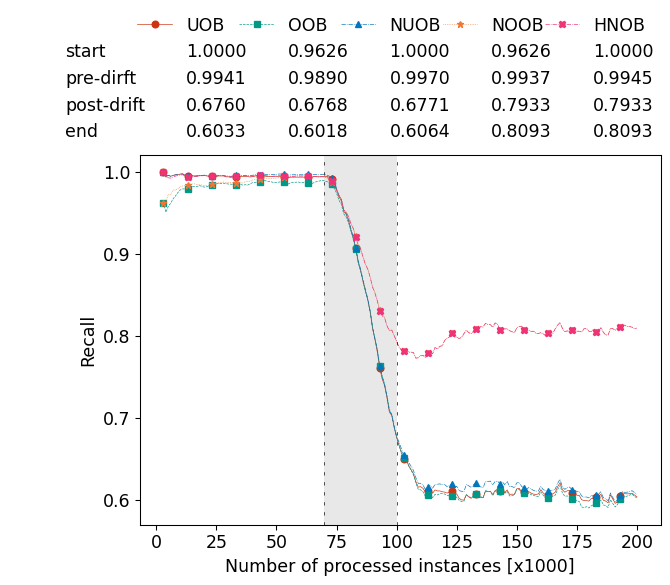 UOB OOB NUOB NOOB HNOB
start 1.0000 0.9626 1.0000 0.9626 1.0000
pre-dirft 0.9941 0.9890 0.9970 0.9937 0.9945
post-drift 0.6760 0.6768 0.6771 0.7933 0.7933
end 0.6033 0.6018 0.6064 0.8093 0.8093
1.0
0.9
0.8
0.7
0.6
Recall
0 25 50 75 100 125 150 175 200
Number of processed instances [x1000]